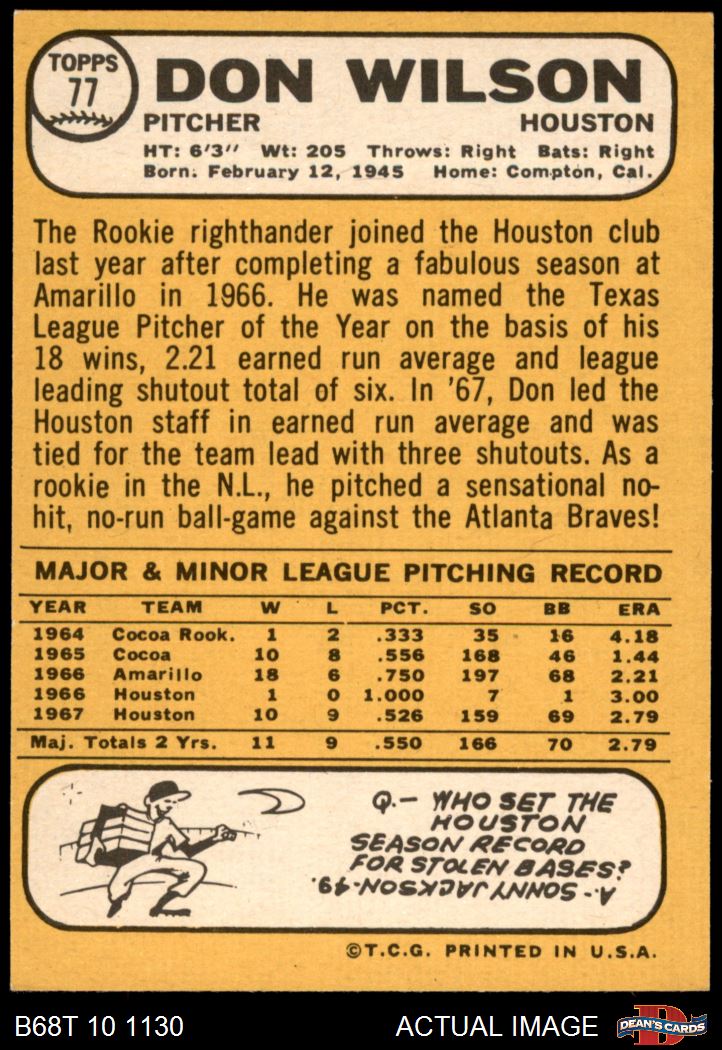 TOPPS
77
DON WILSON
PITCHER HOUSTON
HT: 6'3" Wt: 205 Throws: Right Bats: Right
Born: February 12, 1945 Home: Compton, Cal.
The Rookie righthander joined the Houston club
last year after completing a fabulous season at
Amarillo in 1966. He was named the Texas
League Pitcher of the Year on the basis of his
18 wins, 2.21 earned run average and league
leading shutout total of six. In '67, Don led the
Houston staff in earned run average and was
tied for the team lead with three shutouts. As a
rookie in the N.L., he pitched a sensational no-
hit, no-run ball-game against the Atlanta Braves!
MAJOR & MINOR LEAGUE PITCHING RECORD
YEAR TEAM W L PCT. SO BB ERA
1964 Cocoa Rook. 1 2 .333 35 16 4.18
1965 Cocoa 10 8 .556 168 46 1.44
1966 Amarillo 18 6 .750 197 68 2.21
1966 Houston 1 0 1.000 7 1 3.00
1967 Houston 10 9 .526 159 69 2.79
Maj. Totals 2 Yrs. 11 9 .550 166 70 2.79
Q.- WHO SET THE
HOUSTON
SEASON RECORD
FOR STOLEN BASES?
A.- SONNY JACKSON-49.
©T.C.G. PRINTED IN U.S.A.
B68T 10 1130 ACTUAL IMAGE
D
DEAN'S CARDS